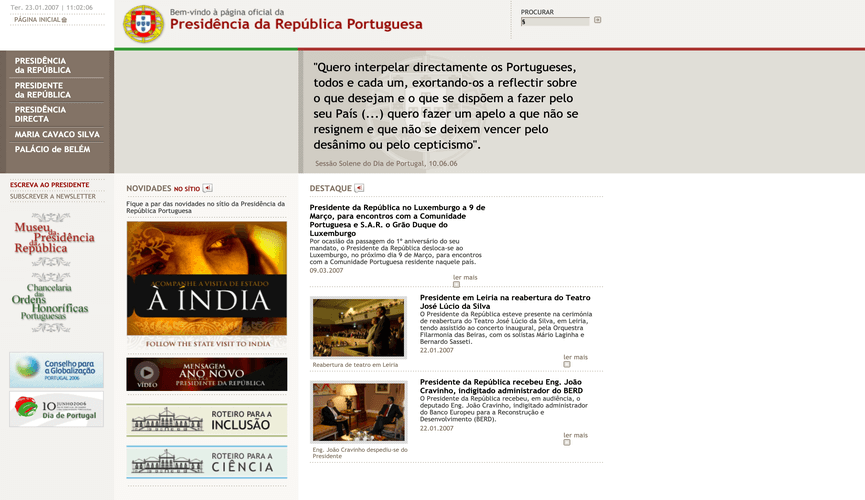 Ter. 23.01.2007 | 11:02:06
PÁGINA INICIAL
Bem-vindo à página oficial da
Presidência da República Portuguesa
PROCURAR
s
PRESIDÊNCIA
da REPÚBLICA
PRESIDENTE
da REPÚBLICA
PRESIDÊNCIA
DIRECTA
MARIA CAVACO SILVA
PALÁCIO de BELÉM
"Quero interpelar directamente os Portugueses,
todos e cada um, exortando-os a reflectir sobre
o que desejam e o que se dispõem a fazer pelo
seu País (...) quero fazer um apelo a que não se
resignem e que não se deixem vencer pelo
desânimo ou pelo cepticismo".
Sessão Solene do Dia de Portugal, 10.06.06
ESCREVA AO PRESIDENTE
SUBSCREVER A NEWSLETTER
Museu
da Presidência
da República
Chancelaria
das
Ordens
Honoríficas
Portuguesas
Conselho para
a Globalização
PORTUGAL 2006
10 JUNHO 2006
Dia de Portugal
NOVIDADES NO SÍTIO
Fique a par das novidades no sítio da Presidência da
República Portuguesa
ACOMPANHE A VISITA DE ESTADO
À ÍNDIA
FOLLOW THE STATE VISIT TO INDIA
VÍDEO
MENSAGEM
ANO NOVO
PRESIDENTE DA REPÚBLICA
ROTEIRO PARA A
INCLUSÃO
ROTEIRO PARA A
CIÊNCIA
DESTAQUE
Presidente da República no Luxemburgo a 9 de
Março, para encontros com a Comunidade
Portuguesa e S.A.R. o Grão Duque do
Luxemburgo
Por ocasião da passagem do 1º aniversário do seu
mandato, o Presidente da República desloca-se ao
Luxemburgo, no próximo dia 9 de Março, para encontros
com a Comunidade Portuguesa residente naquele país.
09.03.2007
ler mais
Presidente em Leiria na reabertura do Teatro
José Lúcio da Silva
O Presidente da República esteve presente na cerimónia
de reabertura do Teatro José Lúcio da Silva, em Leiria,
tendo assistido ao concerto inaugural, pela Orquestra
Filarmonia das Beiras, com os solistas Mário Laginha e
Bernardo Sassetti.
22.01.2007
ler mais
Reabertura de teatro em Leiria
Presidente da República recebeu Eng. João
Cravinho, indigitado administrador do BERD
O Presidente da República recebeu, em audiência, o
deputado Eng. João Cravinho, indigitado administrador
do Banco Europeu para a Reconstrução e
Desenvolvimento (BERD).
22.01.2007
ler mais
Eng. João Cravinho despediu-se do
Presidente